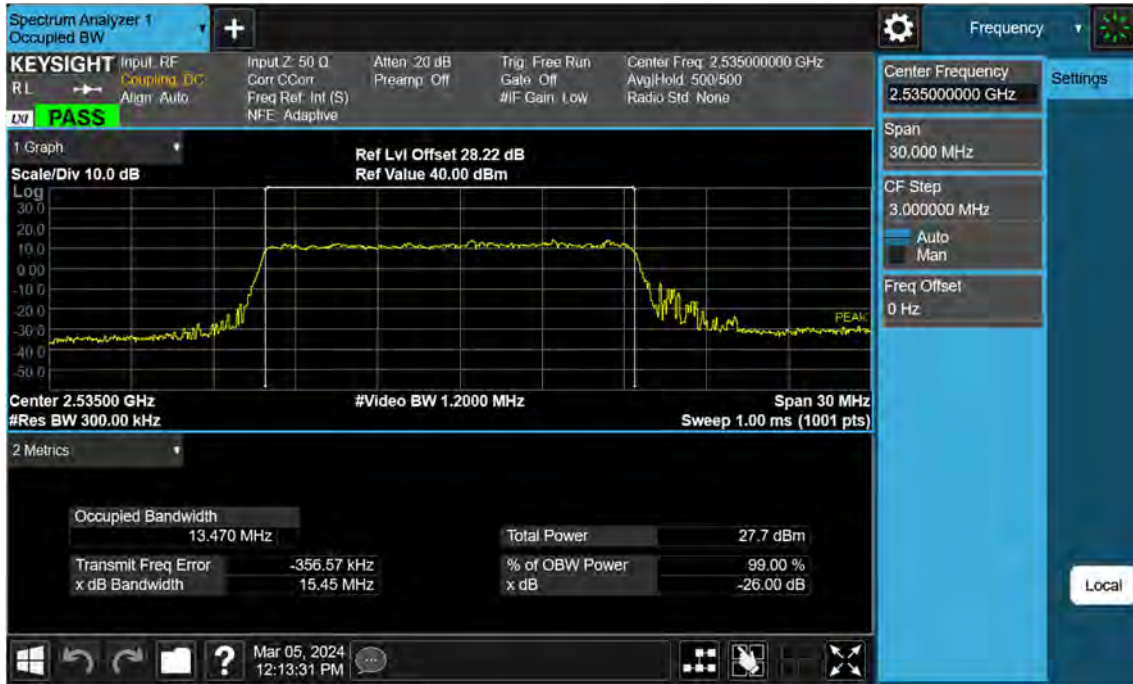 Spectrum Analyzer 1
Occupied BW
+
Frequency
KEYSIGHT
RL
LXI
PASS
Input: RF
Coupling: DC
Align: Auto
Input Z: 50 Ω
Corr CCorr
Freq Ref: Int (S)
NFE: Adaptive
Atten: 20 dB
Preamp: Off
Trig: Free Run
Gate: Off
#IF Gain: Low
Center Freq: 2.535000000 GHz
Avg|Hold: 500/500
Radio Std: None
Center Frequency
2.535000000 GHz
Settings
Span
30.000 MHz
CF Step
3.000000 MHz
Auto
Man
Freq Offset
0 Hz
1 Graph
Scale/Div 10.0 dB
Ref Lvl Offset 28.22 dB
Ref Value 40.00 dBm
Log
30.0
20.0
10.0
0.00
-10.0
-20.0
-30.0
-40.0
-50.0
PEAK
Center 2.53500 GHz
#Video BW 1.2000 MHz
Span 30 MHz
#Res BW 300.00 kHz
Sweep 1.00 ms (1001 pts)
2 Metrics
Occupied Bandwidth
13.470 MHz
Total Power 27.7 dBm
Transmit Freq Error -356.57 kHz
% of OBW Power 99.00 %
x dB Bandwidth 15.45 MHz
x dB -26.00 dB
Local
?
Mar 05, 2024
12:13:31 PM